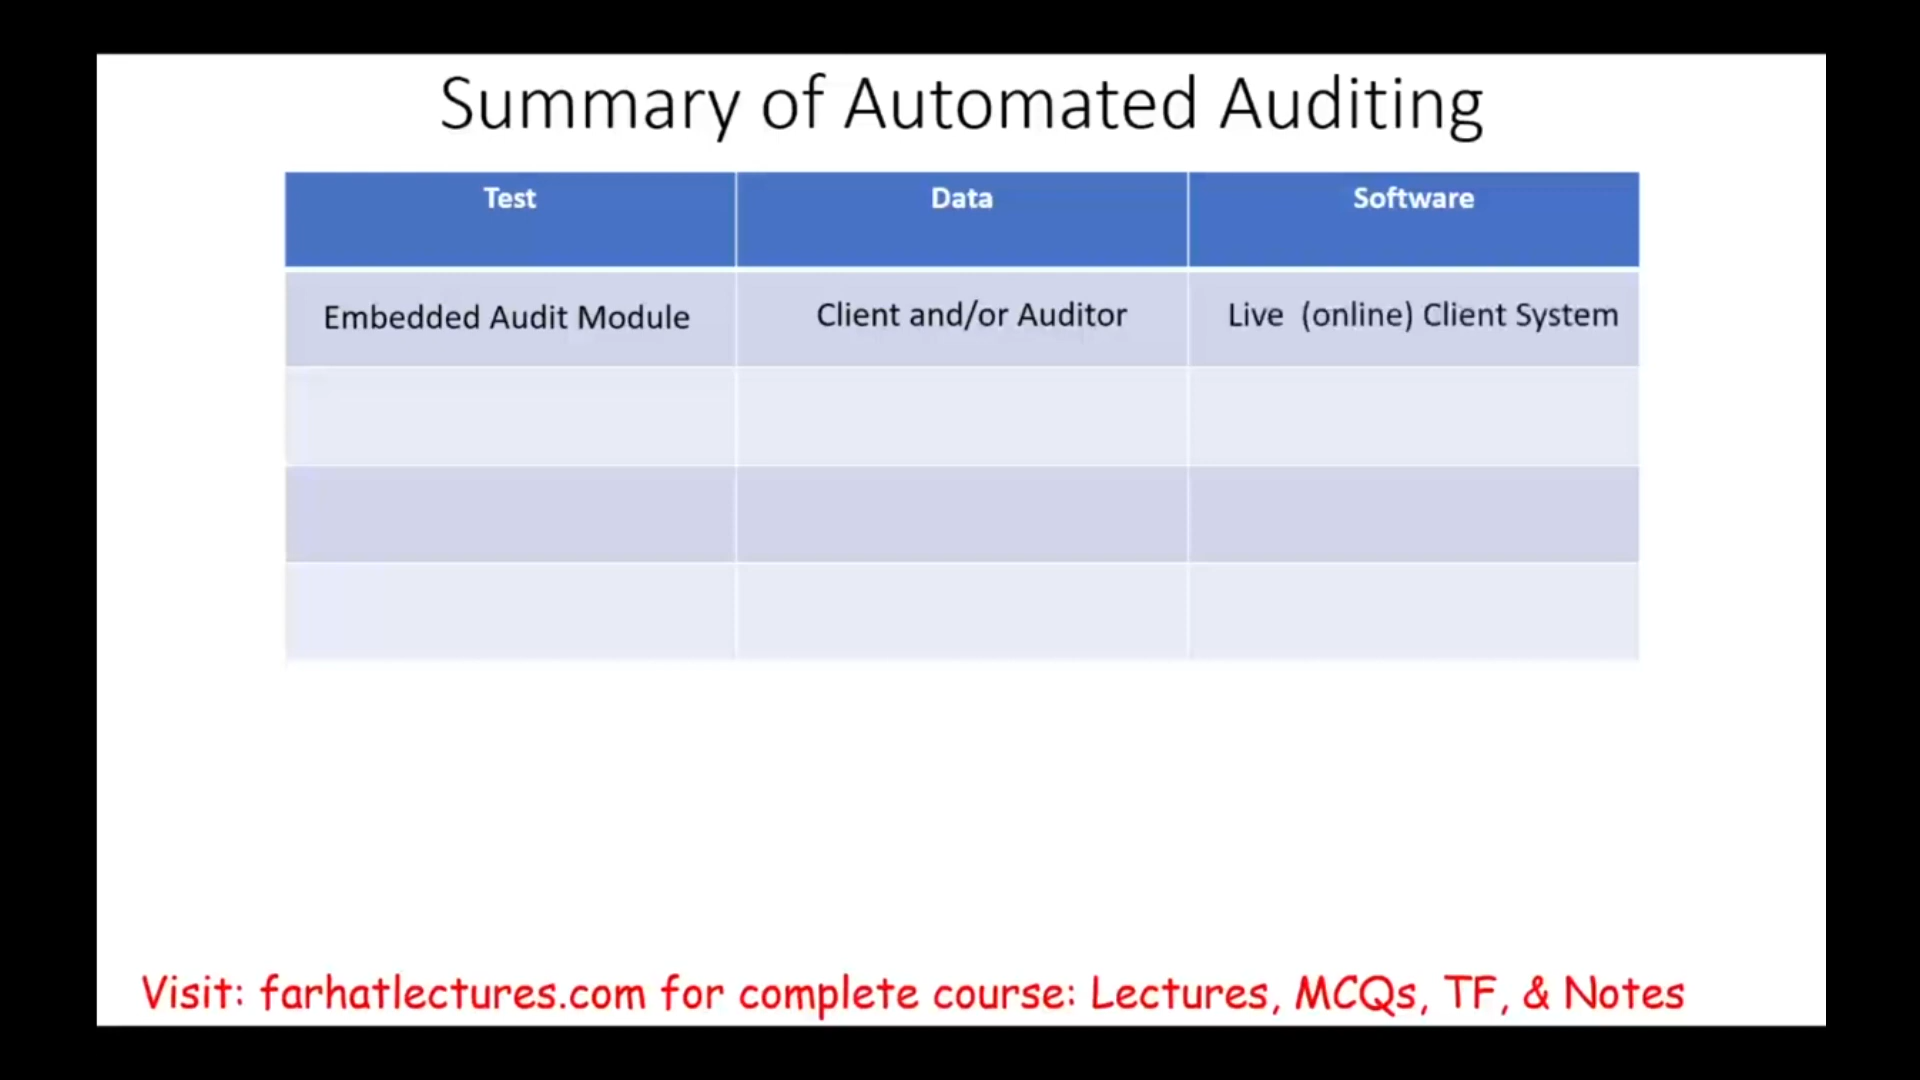 Summary of Automated Auditing
Test Data Software
Embedded Audit Module Client and/or Auditor Live (online) Client System
Visit: farhatlectures.com for complete course: Lectures, MCQs, TF, & Notes